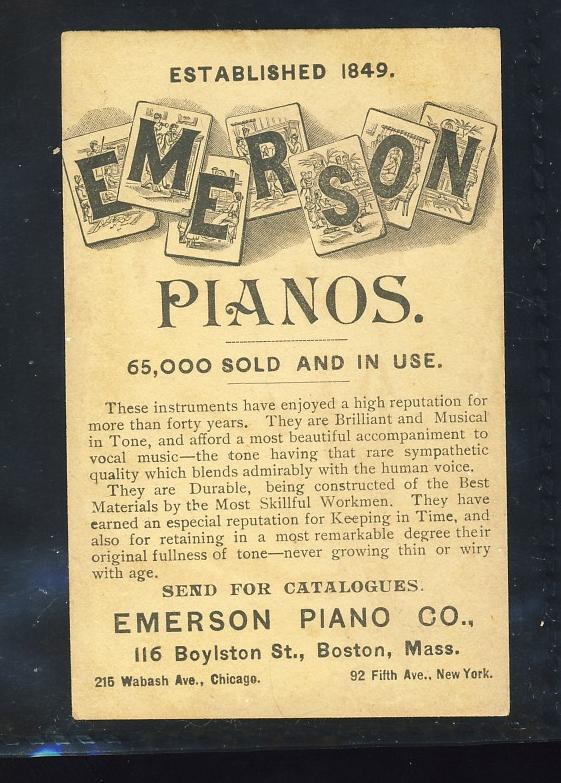 ESTABLISHED 1849.
EMERSON
PIANOS.
65,000 SOLD AND IN USE.
These instruments have enjoyed a high reputation for
more than forty years. They are Brilliant and Musical
in Tone, and afford a most beautiful accompaniment to
vocal music—the tone having that rare sympathetic
quality which blends admirably with the human voice.
They are Durable, being constructed of the Best
Materials by the Most Skillful Workmen. They have
earned an especial reputation for Keeping in Time, and
also for retaining in a most remarkable degree their
original fullness of tone—never growing thin or wiry
with age.
SEND FOR CATALOGUES.
EMERSON PIANO CO.,
116 Boylston St., Boston, Mass.
215 Wabash Ave., Chicago. 92 Fifth Ave., New York.